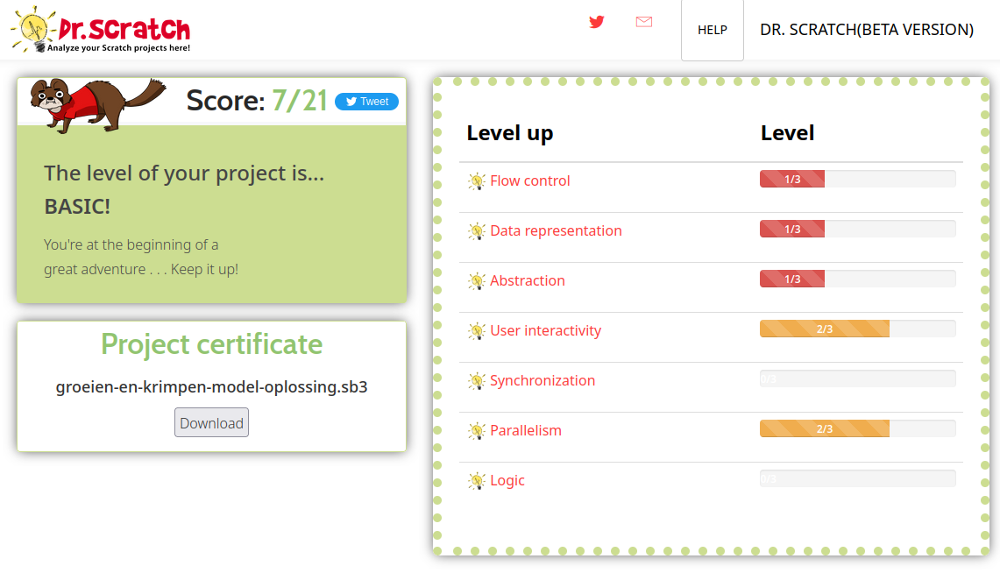 Dr.Scratch
Analyze your Scratch projects here!
HELP
DR. SCRATCH(BETA VERSION)
Score: 7/21
Tweet
The level of your project is...
BASIC!
You're at the beginning of a
great adventure . . . Keep it up!
Project certificate
groeien-en-krimpen-model-oplossing.sb3
Download
Level up Level
Flow control 1/3
Data representation 1/3
Abstraction 1/3
User interactivity 2/3
Synchronization 0/3
Parallelism 2/3
Logic 0/3